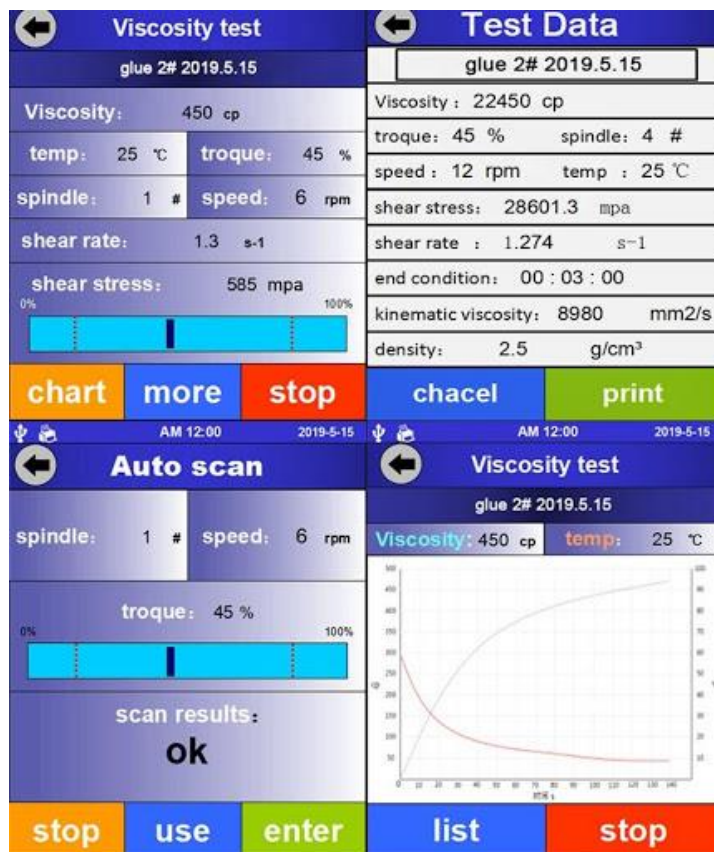 Viscosity test
glue 2# 2019.5.15
Viscosity: 450 cp
temp: 25 ℃ troque: 45 %
spindle: 1 # speed: 6 rpm
shear rate: 1.3 s-1
shear stress: 585 mpa
0% 100%
chart more stop
Test Data
glue 2# 2019.5.15
Viscosity : 22450 cp
troque: 45 % spindle: 4 #
speed : 12 rpm temp : 25 ℃
shear stress: 28601.3 mpa
shear rate : 1.274 s-1
end condition: 00 : 03 : 00
kinematic viscosity: 8980 mm2/s
density: 2.5 g/cm³
chacel print
AM 12:00 2019-5-15
Auto scan
spindle: 1 # speed: 6 rpm
troque: 45 %
0% 100%
scan results:
ok
stop use enter
AM 12:00 2019-5-15
Viscosity test
glue 2# 2019.5.15
Viscosity: 450 cp temp: 25 ℃
list stop